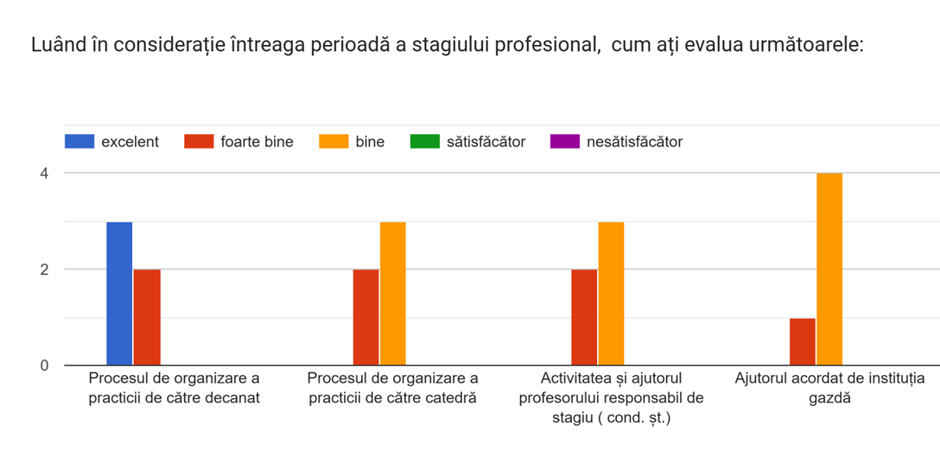 Luând în considerație întreaga perioadă a stagiului profesional,  cum ați evalua următoarele:
excelent foarte bine bine sătisfăcător nesătisfăcător
4
2
0
Procesul de organizare a practicii de către decanat
Procesul de organizare a practicii de către catedră
Activitatea și ajutorul profesorului responsabil de stagiu ( cond. șt.)
Ajutorul acordat de instituția gazdă